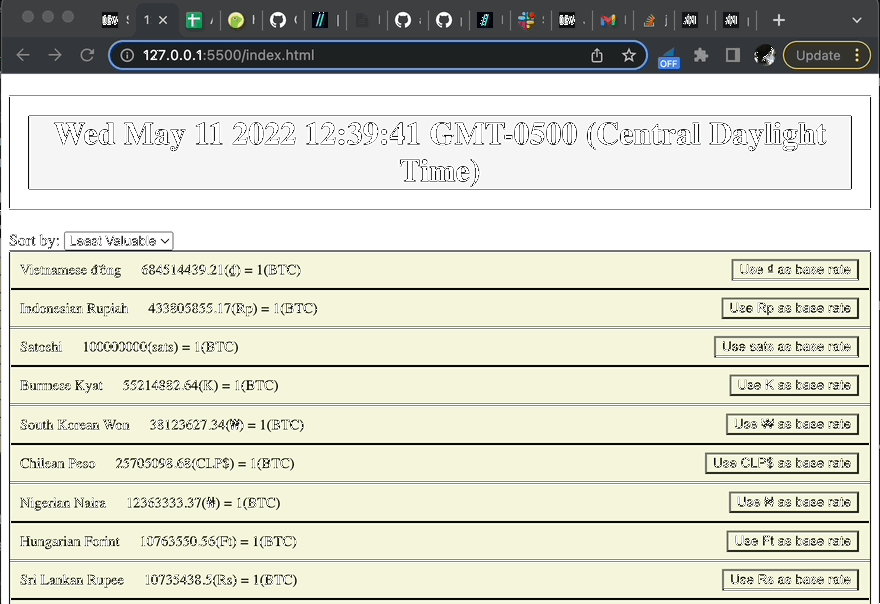 1
127.0.0.1:5500/index.html
OFF
Update
Wed May 11 2022 12:39:41 GMT-0500 (Central Daylight
Time)
Sort by: Least Valuable
Vietnamese đồng 684514439.21(₫) = 1(BTC) Use ₫ as base rate
Indonesian Rupiah 433805855.17(Rp) = 1(BTC) Use Rp as base rate
Satoshi 100000000(sats) = 1(BTC) Use sats as base rate
Burmese Kyat 55214882.64(K) = 1(BTC) Use K as base rate
South Korean Won 38123627.34(₩) = 1(BTC) Use ₩ as base rate
Chilean Peso 25705098.68(CLP$) = 1(BTC) Use CLP$ as base rate
Nigerian Naira 12363333.37(₦) = 1(BTC) Use ₦ as base rate
Hungarian Forint 10763550.56(Ft) = 1(BTC) Use Ft as base rate
Sri Lankan Rupee 10735438.5(Rs) = 1(BTC) Use Rs as base rate